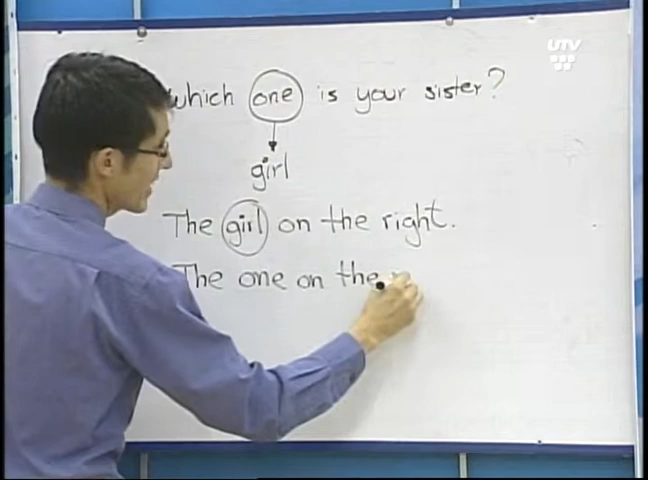 UTV
which one is your sister?
girl
The girl on the right.
The one on the